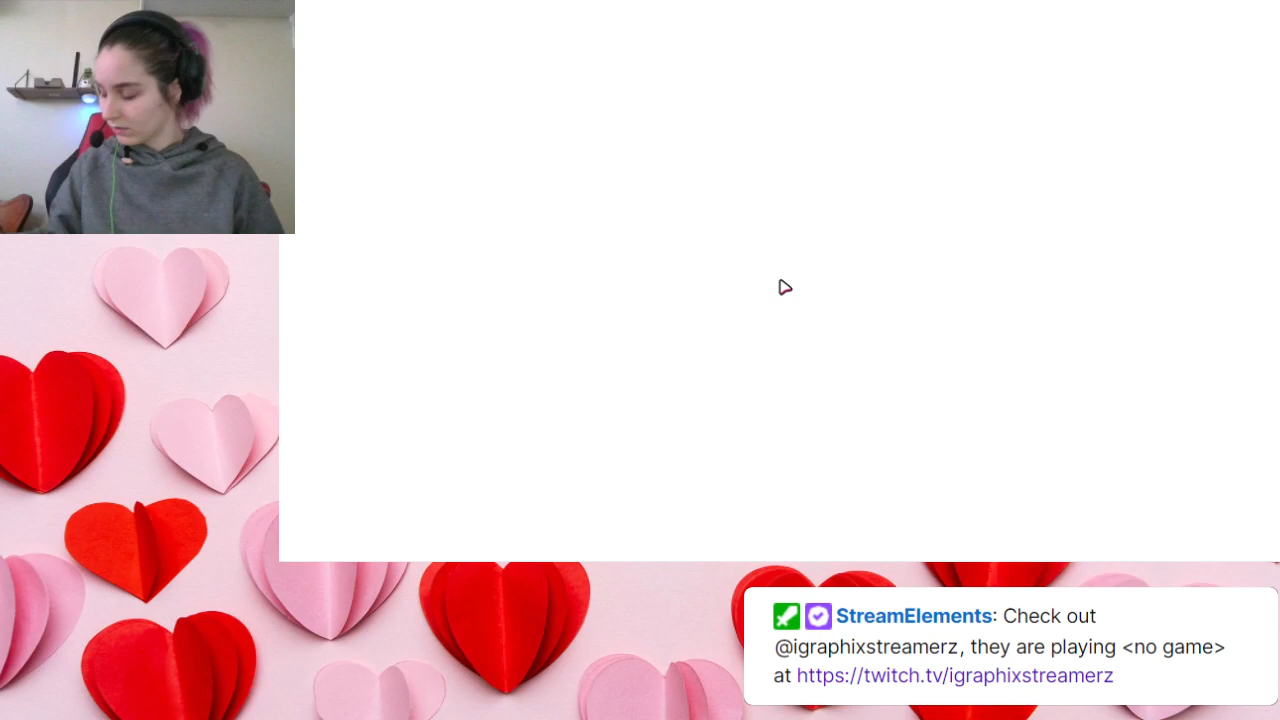 StreamElements: Check out
@igraphixstreamerz, they are playing <no game>
at https://twitch.tv/igraphixstreamerz